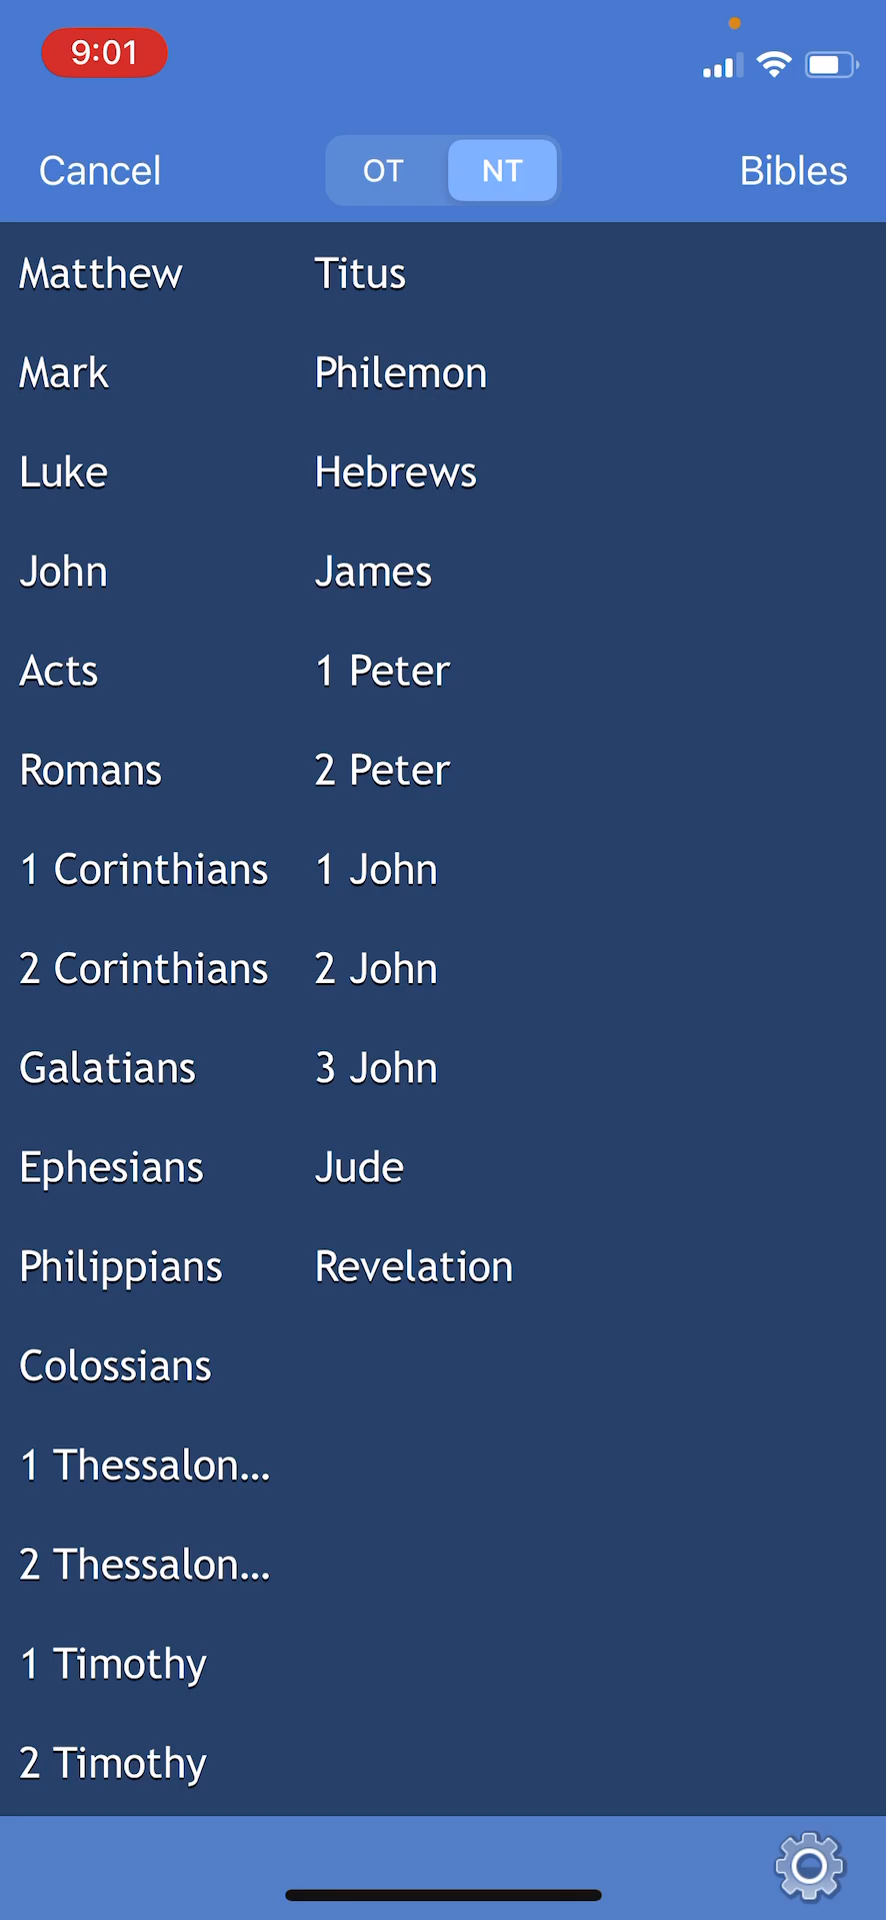 9:01
Cancel OT NT Bibles
Matthew
Mark
Luke
John
Acts
Romans
1 Corinthians
2 Corinthians
Galatians
Ephesians
Philippians
Colossians
1 Thessalon...
2 Thessalon...
1 Timothy
2 Timothy
Titus
Philemon
Hebrews
James
1 Peter
2 Peter
1 John
2 John
3 John
Jude
Revelation